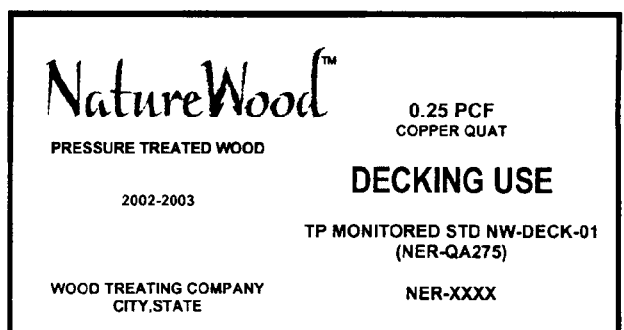 NatureWood™
PRESSURE TREATED WOOD
2002-2003
WOOD TREATING COMPANY
CITY,STATE
0.25 PCF
COPPER QUAT
DECKING USE
TP MONITORED STD NW-DECK-01
(NER-QA275)
NER-XXXX